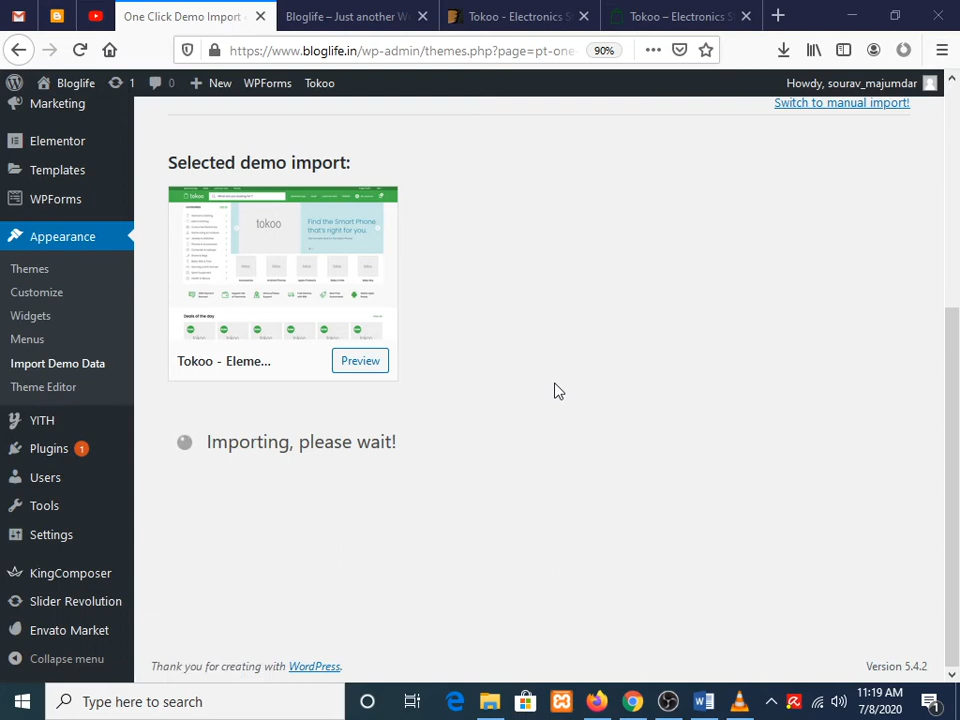 One Click Demo Import
Bloglife – Just another W
Tokoo - Electronics S
Tokoo – Electronics S
https://www.bloglife.in/wp-admin/themes.php?page=pt-one-
90%
Bloglife
1
0
New
WPForms
Tokoo
Howdy, sourav_majumdar
Marketing
Elementor
Templates
WPForms
Appearance
Themes
Customize
Widgets
Menus
Import Demo Data
Theme Editor
YITH
Plugins 1
Users
Tools
Settings
KingComposer
Slider Revolution
Envato Market
Collapse menu
Switch to manual import!
Selected demo import:
tokoo
tokoo
Find the Smart Phone
that's right for you.
Deals of the day
Tokoo - Eleme...
Preview
Importing, please wait!
Thank you for creating with WordPress.
Version 5.4.2
Type here to search
11:19 AM
7/8/2020
1